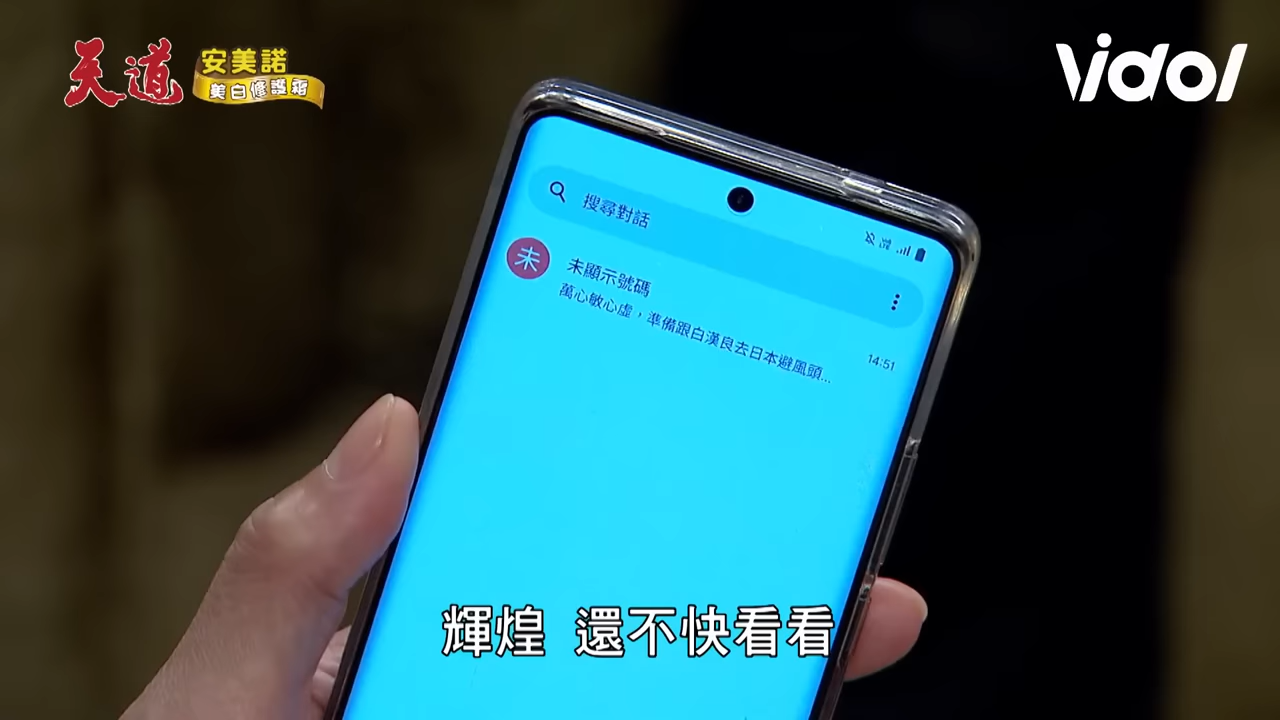 天道
安美諾
美白修護霜
Vidol
搜尋對話
未
未顯示號碼
萬心敏心虛，準備跟白漢良去日本避風頭...
14:51
輝煌 還不快看看